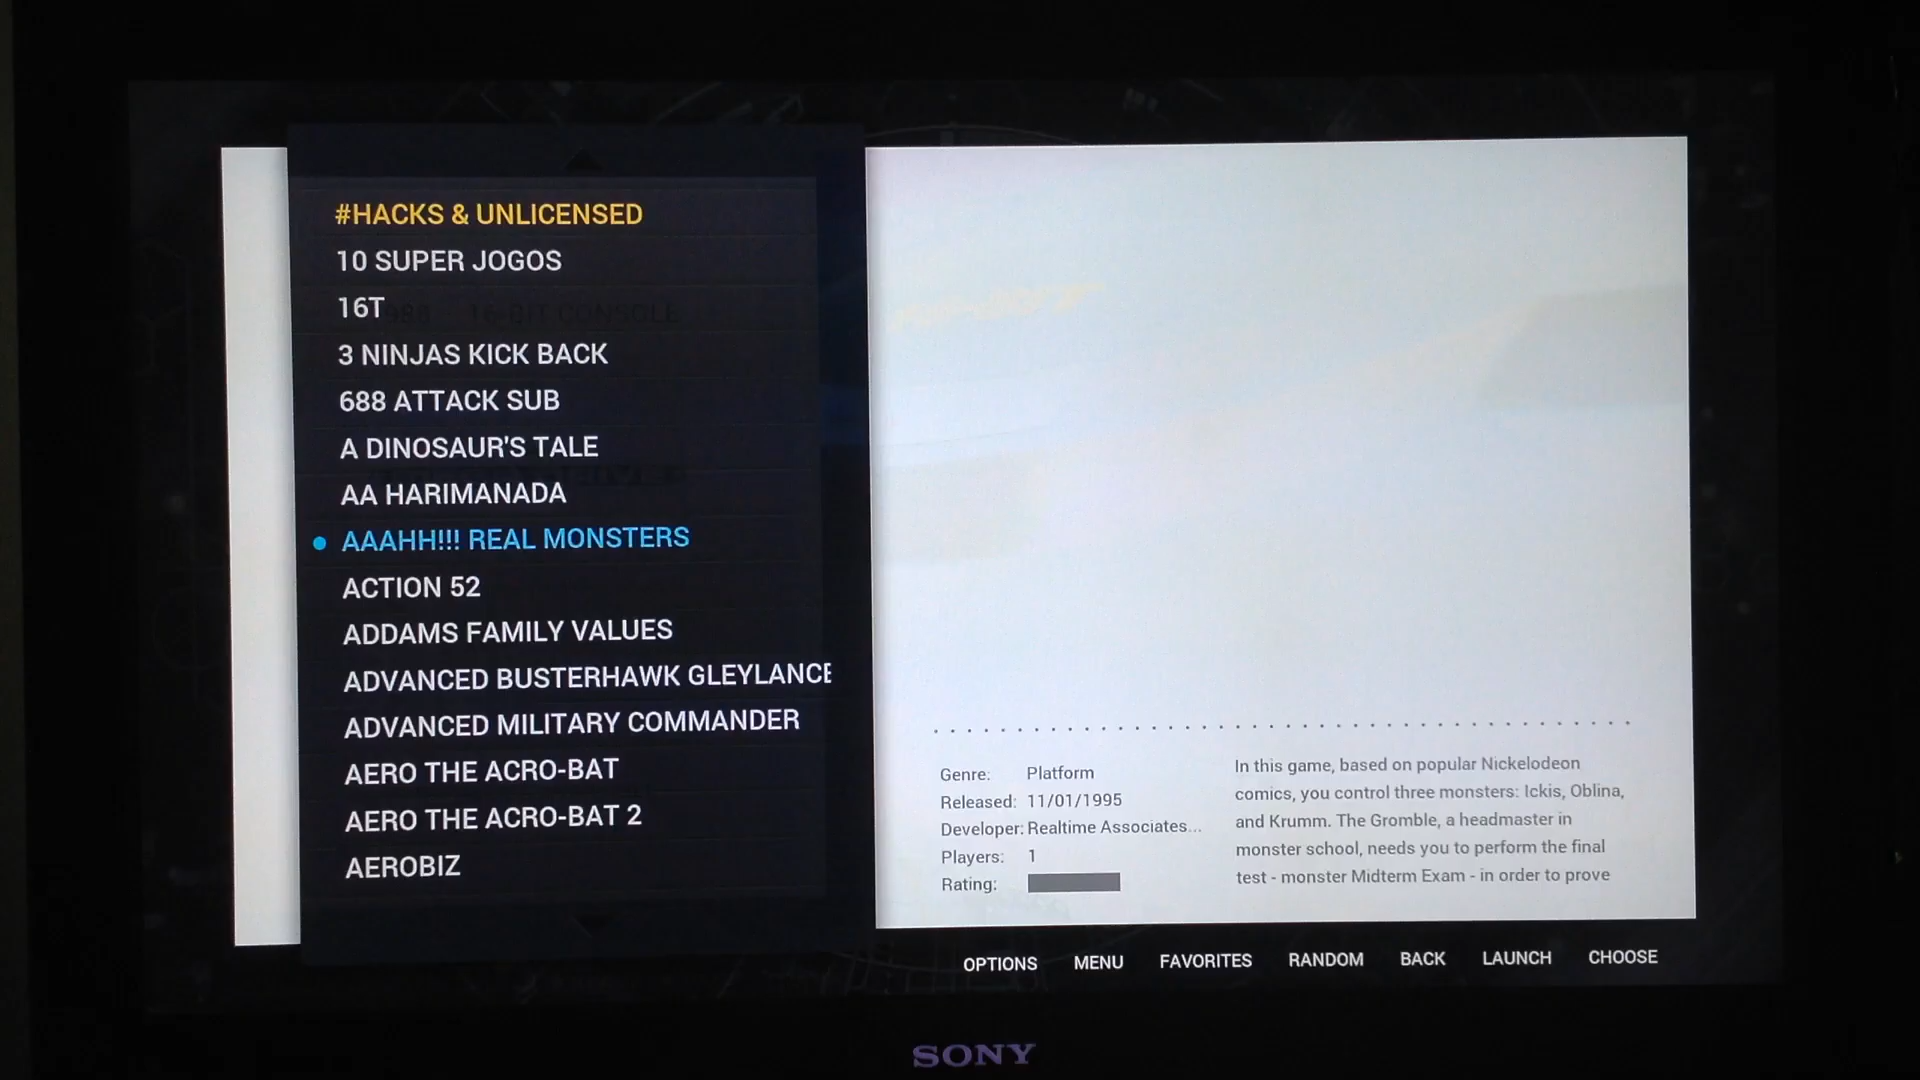 #HACKS & UNLICENSED
10 SUPER JOGOS
16T
1988 16-BIT CONSOLE
3 NINJAS KICK BACK
688 ATTACK SUB
A DINOSAUR'S TALE
AA HARIMANADA
AAAHH!!! REAL MONSTERS
ACTION 52
ADDAMS FAMILY VALUES
ADVANCED BUSTERHAWK GLEYLANCE
ADVANCED MILITARY COMMANDER
AERO THE ACRO-BAT
AERO THE ACRO-BAT 2
AEROBIZ
Genre: Platform
Released: 11/01/1995
Developer: Realtime Associates...
Players: 1
Rating:
In this game, based on popular Nickelodeon
comics, you control three monsters: Ickis, Oblina,
and Krumm. The Gromble, a headmaster in
monster school, needs you to perform the final
test - monster Midterm Exam - in order to prove
OPTIONS MENU FAVORITES RANDOM BACK LAUNCH CHOOSE
SONY